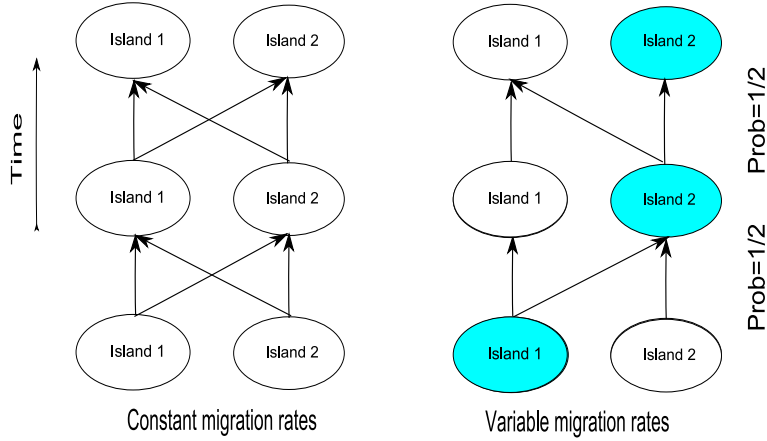 Island 1
Island 2
Island 1
Island 2
Time
Prob=1/2
Island 1
Island 2
Island 1
Island 2
Prob=1/2
Island 1
Island 2
Island 1
Island 2
Constant migration rates
Variable migration rates